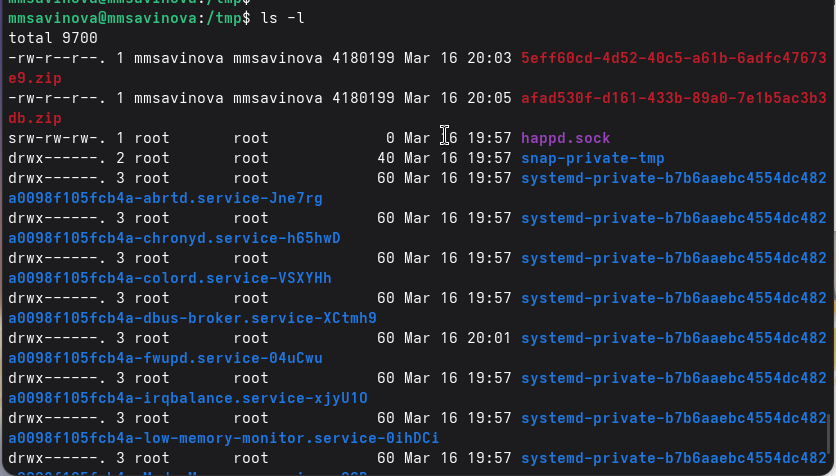 mmsavinova@mmsavinova:/tmp$
mmsavinova@mmsavinova:/tmp$ ls -l
total 9700
-rw-r--r--. 1 mmsavinova mmsavinova 4180199 Mar 16 20:03 5eff60cd-4d52-40c5-a61b-6adfc47673
e9.zip
-rw-r--r--. 1 mmsavinova mmsavinova 4180199 Mar 16 20:05 afad530f-d161-433b-89a0-7e1b5ac3b3
db.zip
srw-rw-rw-. 1 root       root             0 Mar 16 19:57 happd.sock
drwx------. 2 root       root            40 Mar 16 19:57 snap-private-tmp
drwx------. 3 root       root            60 Mar 16 19:57 systemd-private-b7b6aaebc4554dc482
a0098f105fcb4a-abrtd.service-Jne7rg
drwx------. 3 root       root            60 Mar 16 19:57 systemd-private-b7b6aaebc4554dc482
a0098f105fcb4a-chronyd.service-h65hwD
drwx------. 3 root       root            60 Mar 16 19:57 systemd-private-b7b6aaebc4554dc482
a0098f105fcb4a-colord.service-VSXYHh
drwx------. 3 root       root            60 Mar 16 19:57 systemd-private-b7b6aaebc4554dc482
a0098f105fcb4a-dbus-broker.service-XCtmh9
drwx------. 3 root       root            60 Mar 16 20:01 systemd-private-b7b6aaebc4554dc482
a0098f105fcb4a-fwupd.service-04uCwu
drwx------. 3 root       root            60 Mar 16 19:57 systemd-private-b7b6aaebc4554dc482
a0098f105fcb4a-irqbalance.service-xjyU1O
drwx------. 3 root       root            60 Mar 16 19:57 systemd-private-b7b6aaebc4554dc482
a0098f105fcb4a-low-memory-monitor.service-0ihDCi
drwx------. 3 root       root            60 Mar 16 19:57 systemd-private-b7b6aaebc4554dc482